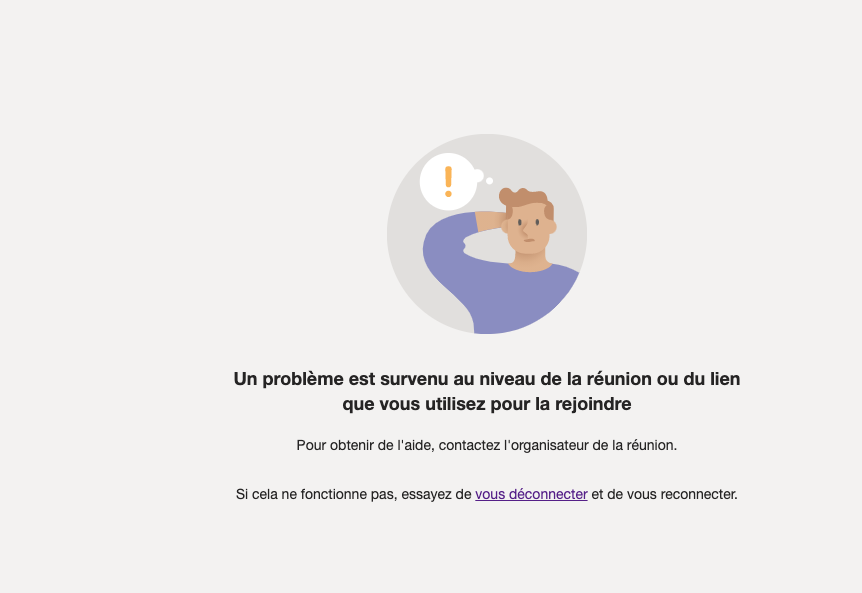 Un problème est survenu au niveau de la réunion ou du lien
que vous utilisez pour la rejoindre
Pour obtenir de l'aide, contactez l'organisateur de la réunion.
Si cela ne fonctionne pas, essayez de vous déconnecter et de vous reconnecter.